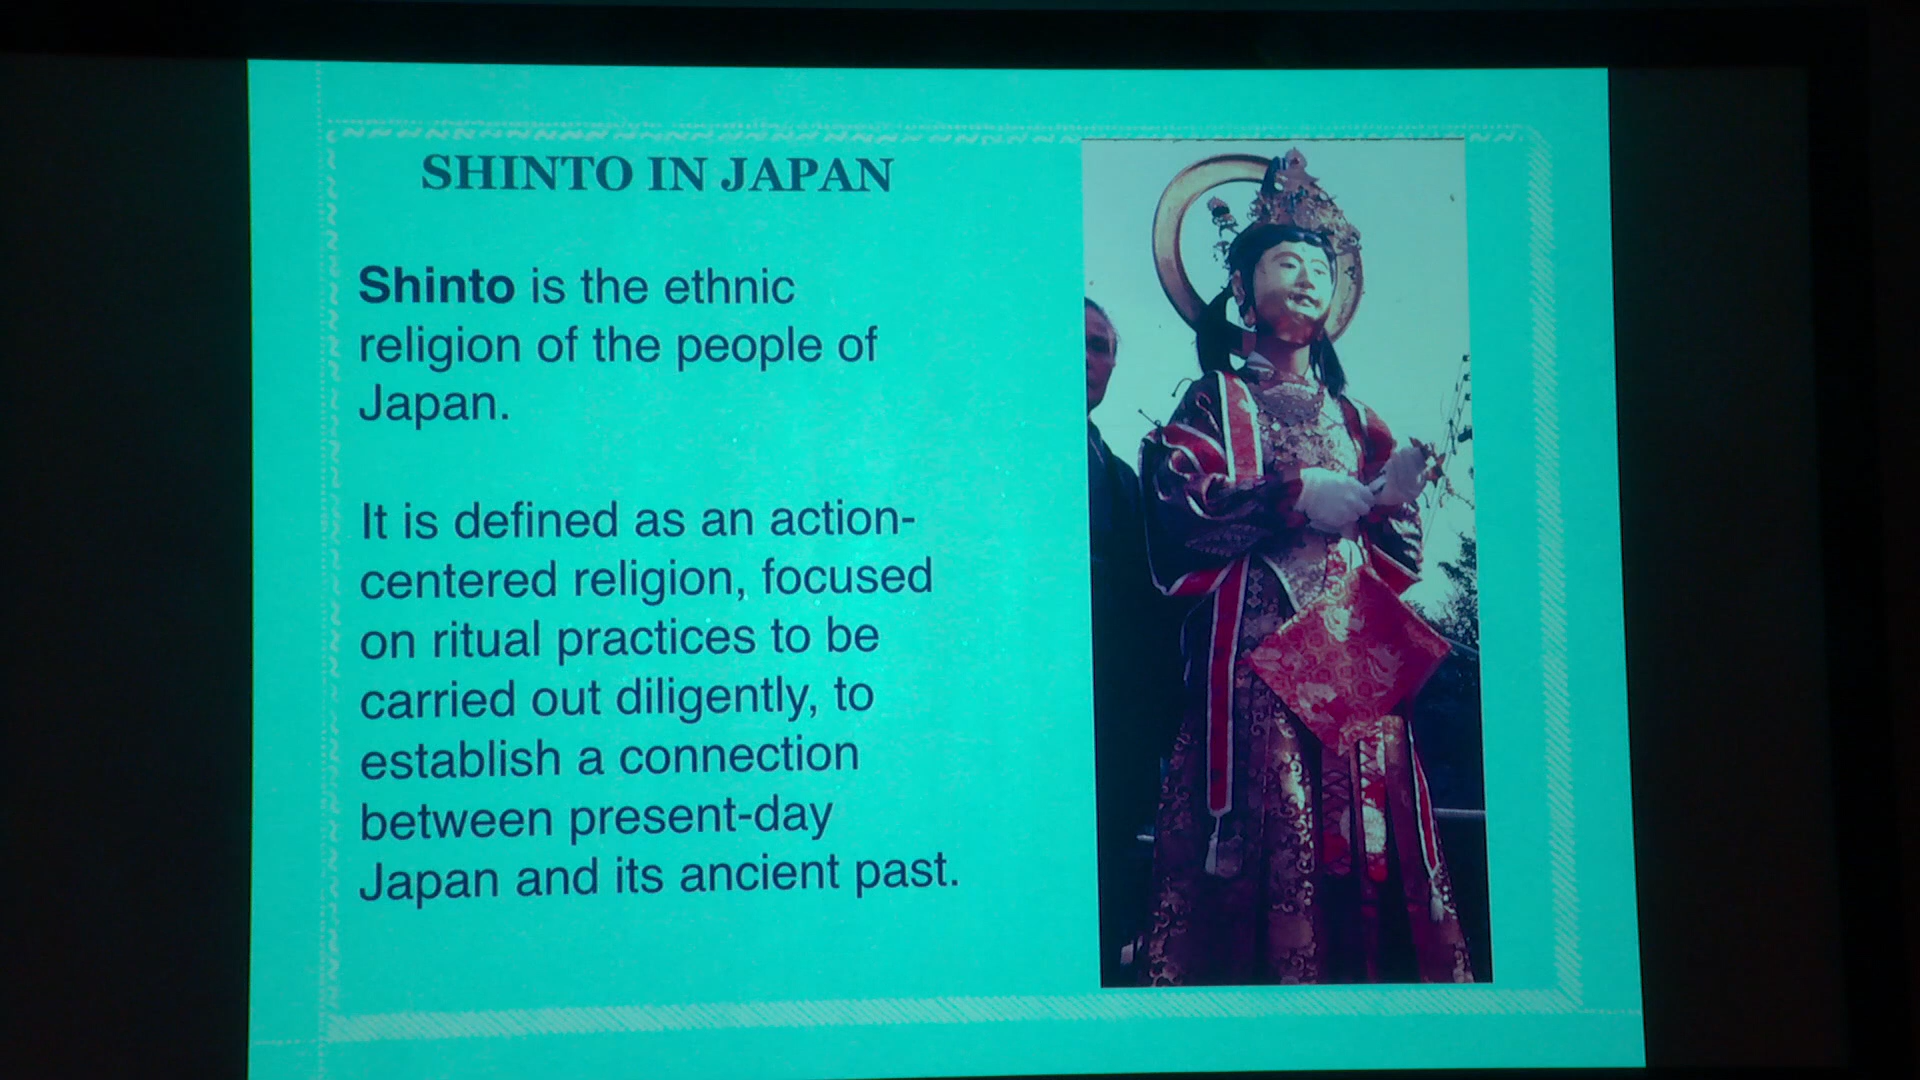 SHINTO IN JAPAN
Shinto is the ethnic
religion of the people of
Japan.
It is defined as an action-
centered religion, focused
on ritual practices to be
carried out diligently, to
establish a connection
between present-day
Japan and its ancient past.